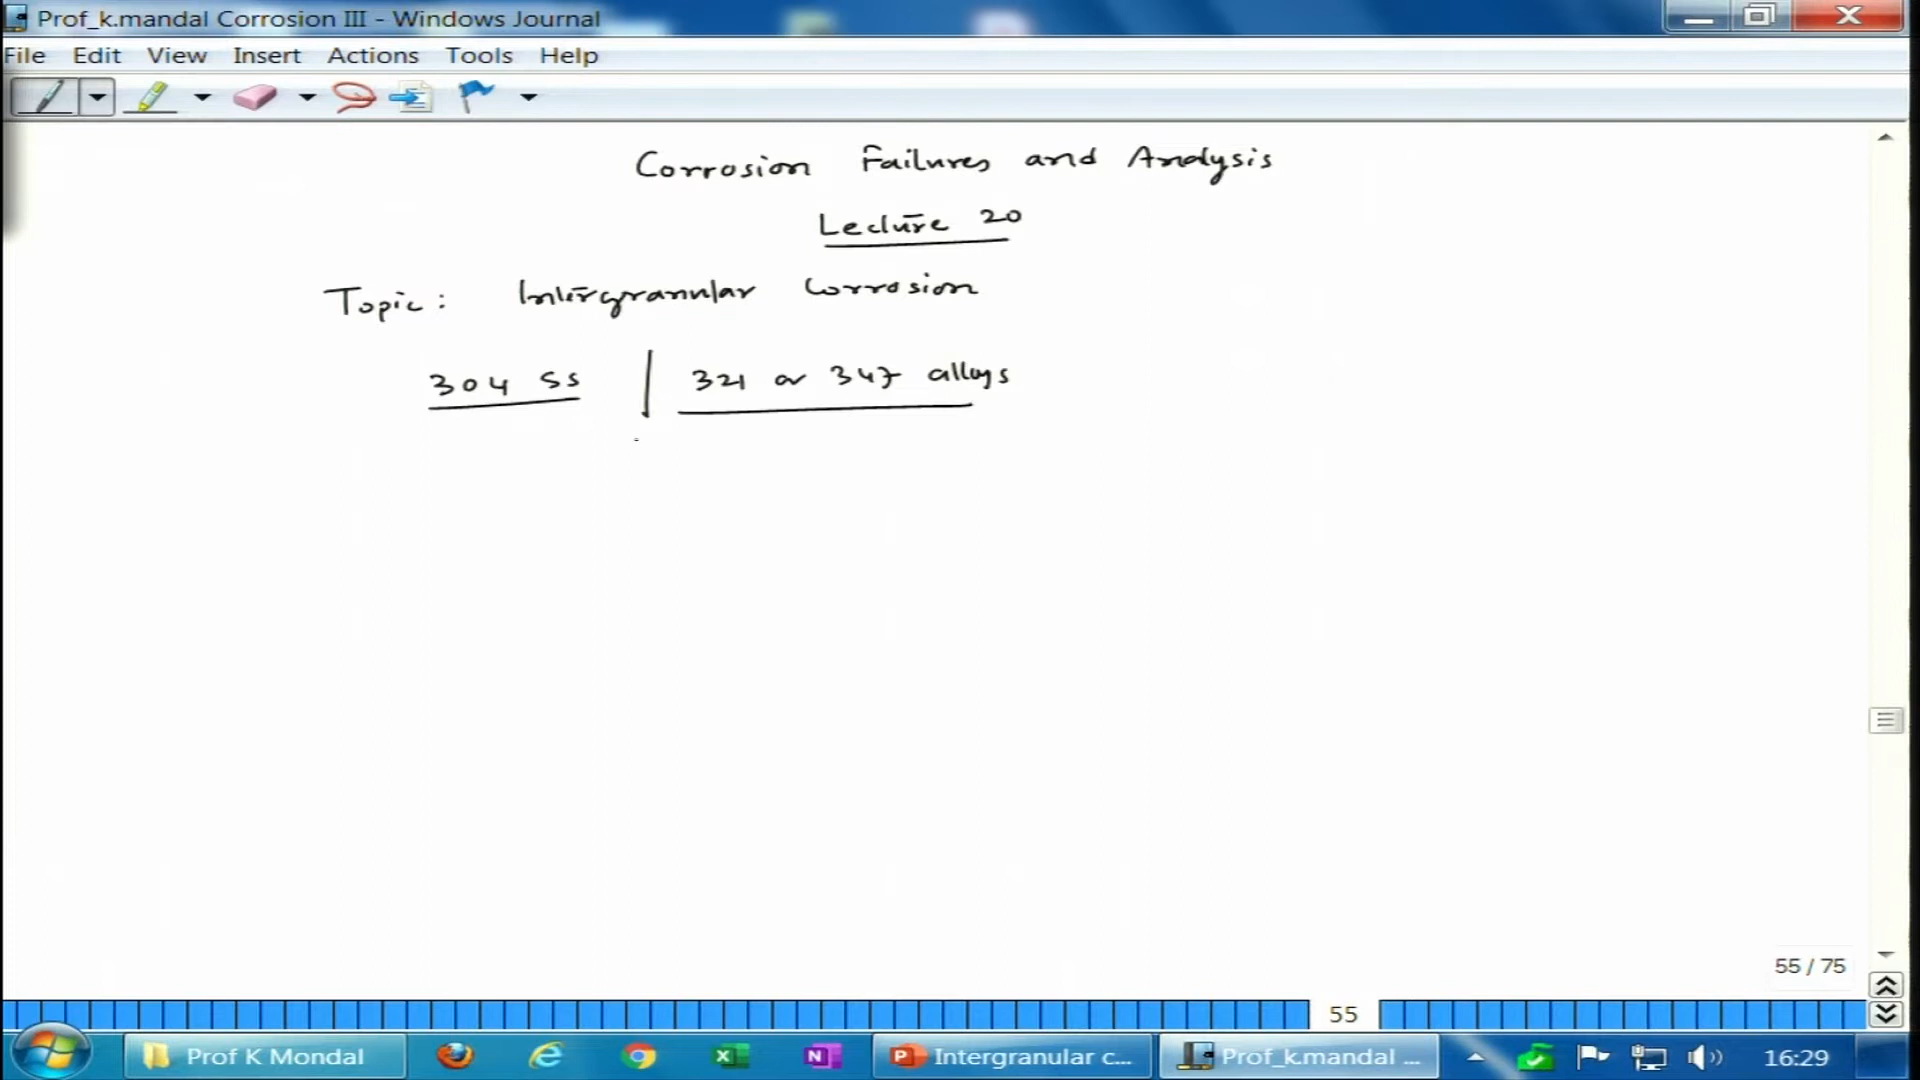 Prof_k.mandal Corrosion III - Windows Journal
File Edit View Insert Actions Tools Help
Corrosion Failures and Analysis
Lecture 20
Topic: Intergranular Corrosion
304 SS | 321 or 347 alloys
55 / 75
55
Prof K Mondal
Intergranular c...
Prof_k.mandal ...
16:29